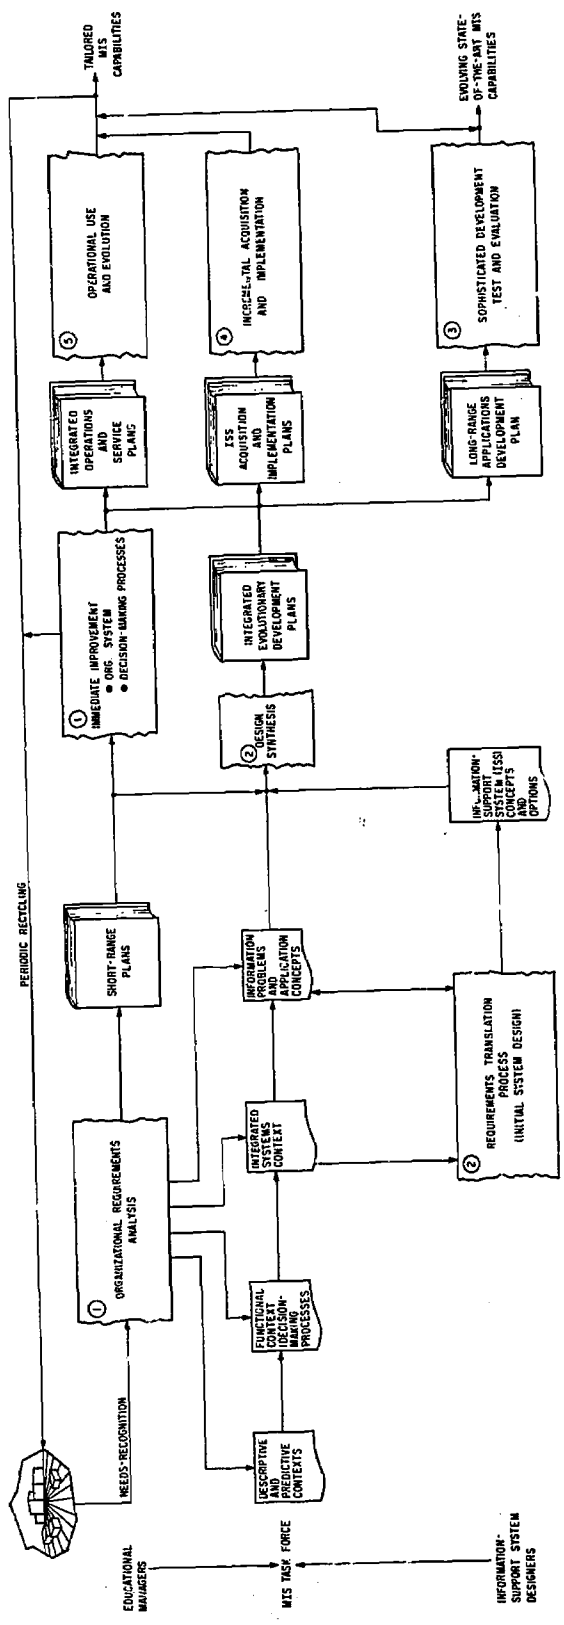 EDUCATIONAL
MANAGERS
MIS TASK FORCE
INFORMATION-
SUPPORT SYSTEM
DESIGNERS
NEEDS-RECOGNITION
PERIODIC RECYCLING
1
ORGANIZATIONAL REQUIREMENTS
ANALYSIS
DESCRIPTIVE
AND
PREDICTIVE
CONTEXTS
FUNCTIONAL
CONTEXT
(DECISION-
MAKING
PROCESSES)
INTEGRATED
SYSTEMS
CONTEXT
INFORMATION
PROBLEMS
AND
APPLICATION
CONCEPTS
2
REQUIREMENTS TRANSLATION
PROCESS
(INITIAL SYSTEM DESIGN)
SHORT-RANGE
PLANS
INFORMATION-
SUPPORT
SYSTEM (ISS)
CONCEPTS
AND
OPTIONS
1
IMMEDIATE IMPROVEMENT
● ORG. SYSTEM
● DECISION-MAKING PROCESSES
2
DESIGN
SYNTHESIS
INTEGRATED
EVOLUTIONARY
DEVELOPMENT
PLANS
INTEGRATED
OPERATIONS
AND
SERVICE
PLANS
ISS
ACQUISITION
AND
IMPLEMENTATION
PLANS
LONG-RANGE
APPLICATIONS
DEVELOPMENT
PLAN
5
OPERATIONAL USE
AND EVOLUTION
4
INCREMENTAL ACQUISITION
AND IMPLEMENTATION
3
SOPHISTICATED DEVELOPMENT
TEST AND EVALUATION
TAILORED
MIS
CAPABILITIES
EVOLVING STATE-
OF-THE-ART MIS
CAPABILITIES